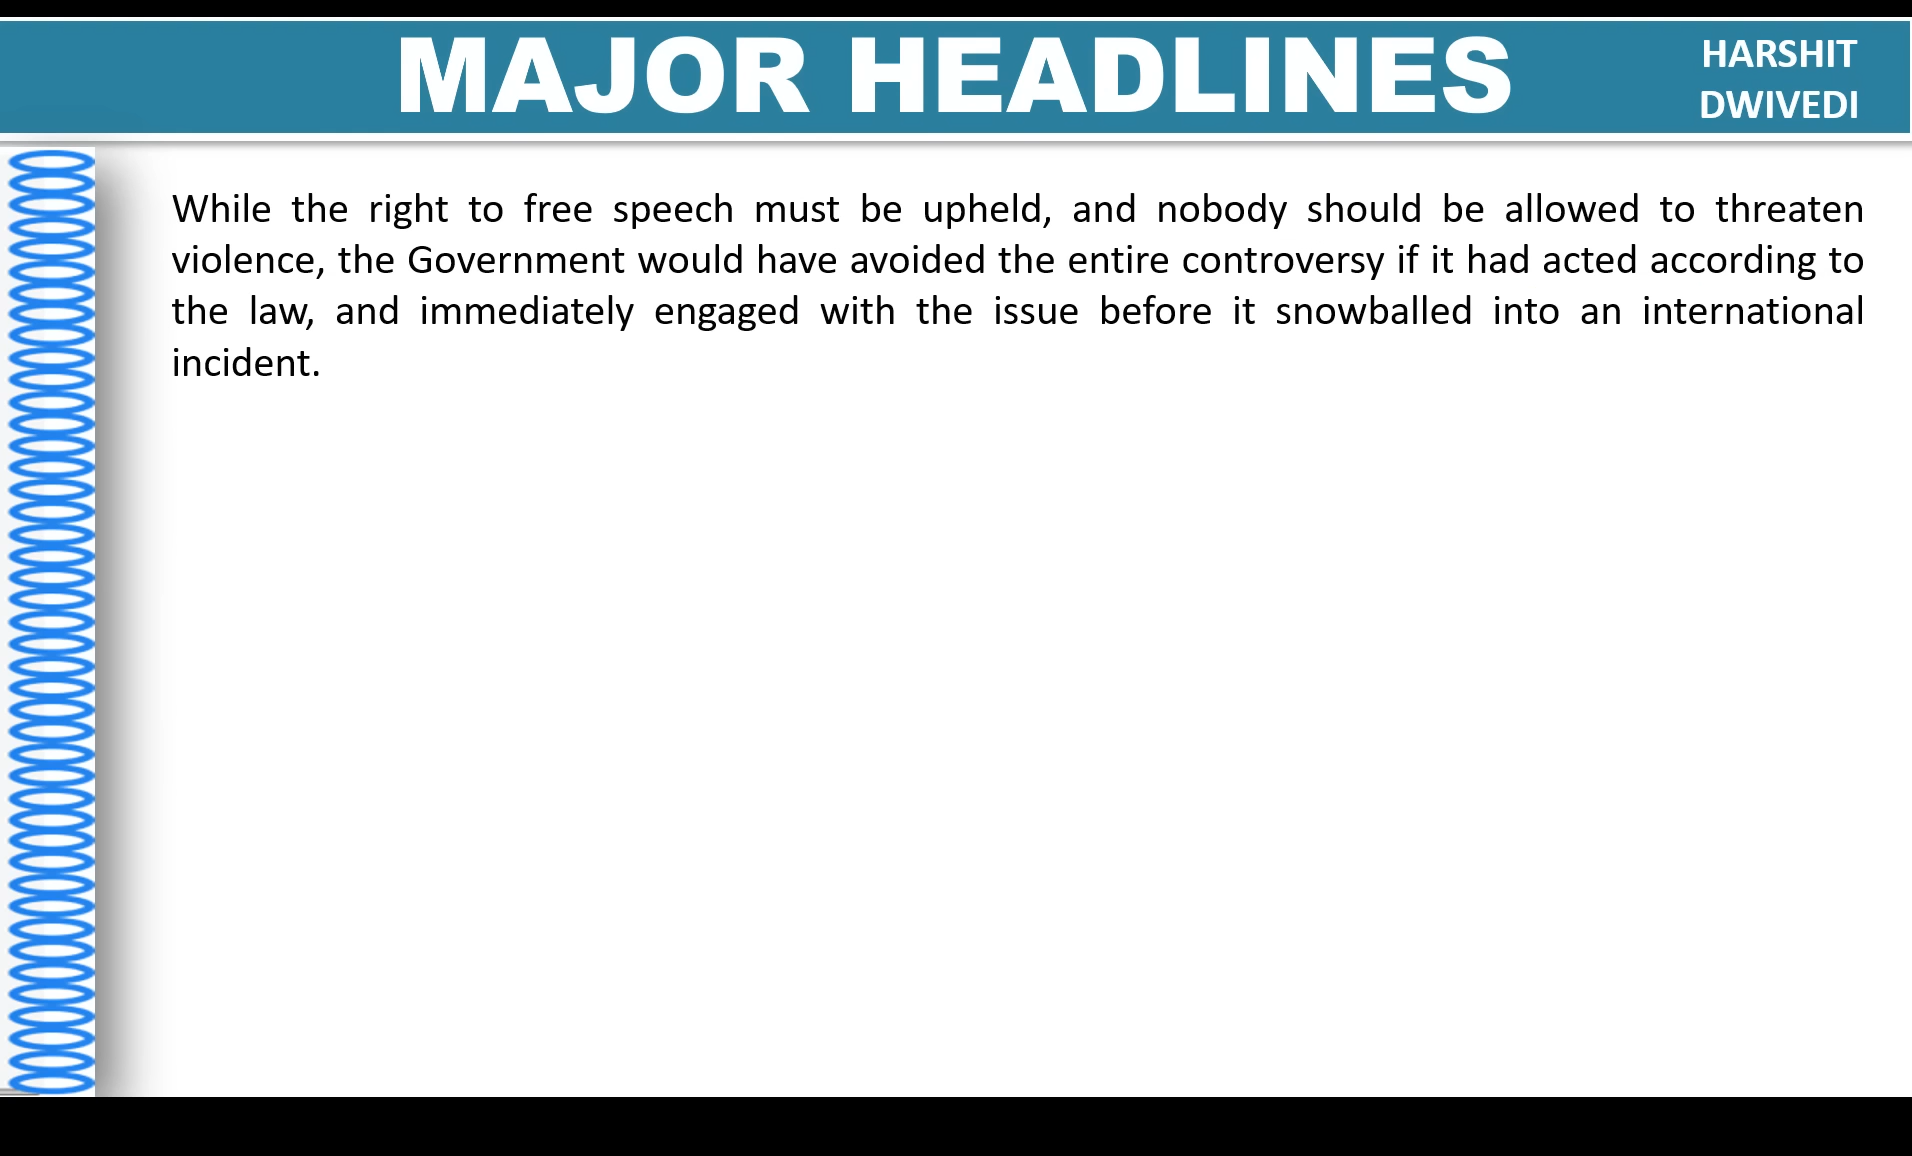 MAJOR HEADLINES
HARSHIT
DWIVEDI
While the right to free speech must be upheld, and nobody should be allowed to threaten
violence, the Government would have avoided the entire controversy if it had acted according to
the law, and immediately engaged with the issue before it snowballed into an international
incident.